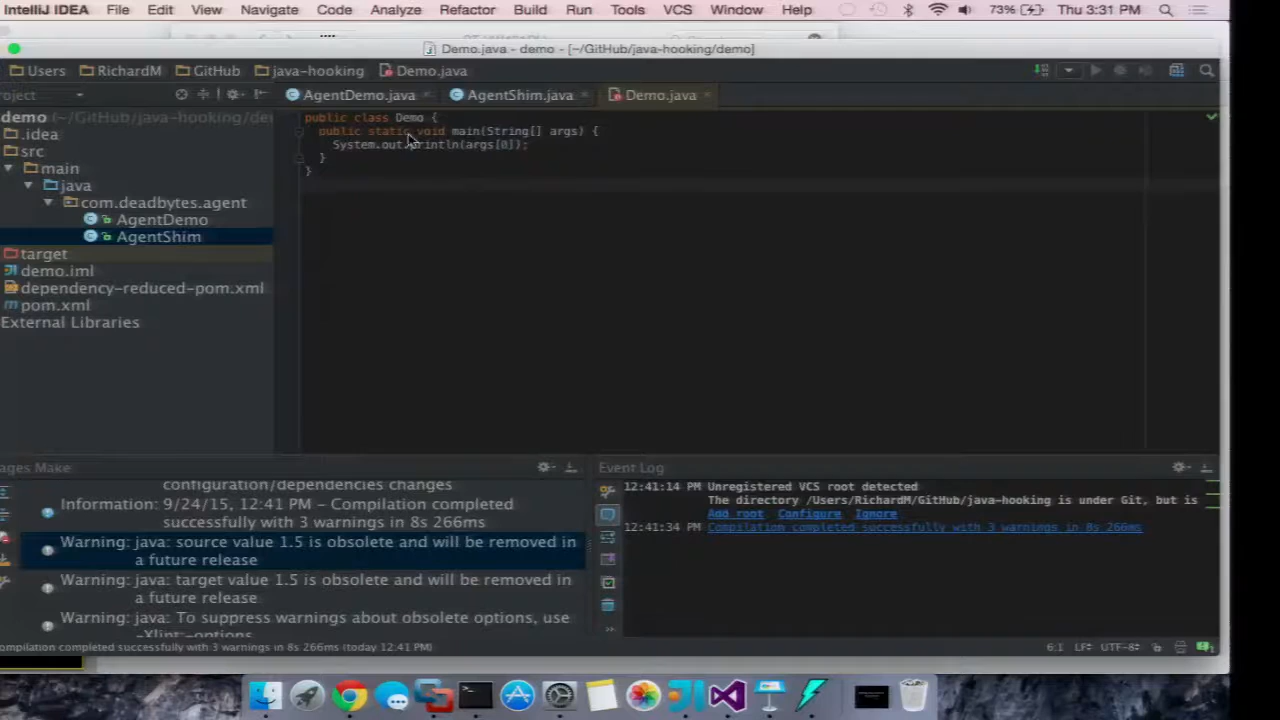 IntelliJ IDEA File Edit View Navigate Code Analyze Refactor Build Run Tools VCS Window Help 73% Thu 3:31 PM
Demo.java - demo - [~/GitHub/java-hooking/demo]
Users RichardM GitHub java-hooking Demo.java
roject AgentDemo.java AgentShim.java Demo.java
demo (~/GitHub/java-hooking/de
.idea
src
main
java
com.deadbytes.agent
AgentDemo
AgentShim
target
demo.iml
dependency-reduced-pom.xml
pom.xml
External Libraries
public class Demo {
public static void main(String[] args) {
System.out.println(args[0]);
}
}
ages Make
configuration/dependencies changes
Information: 9/24/15, 12:41 PM – Compilation completed
successfully with 3 warnings in 8s 266ms
Warning: java: source value 1.5 is obsolete and will be removed in
a future release
Warning: java: target value 1.5 is obsolete and will be removed in
a future release
Warning: java: To suppress warnings about obsolete options, use
-Xlint:-options.
Event Log
12:41:14 PM Unregistered VCS root detected
The directory /Users/RichardM/GitHub/java-hooking is under Git, but is
Add root Configure Ignore
12:41:34 PM Compilation completed successfully with 3 warnings in 8s 266ms
ompilation completed successfully with 3 warnings in 8s 266ms (today 12:41 PM) 6:1 LF UTF-8